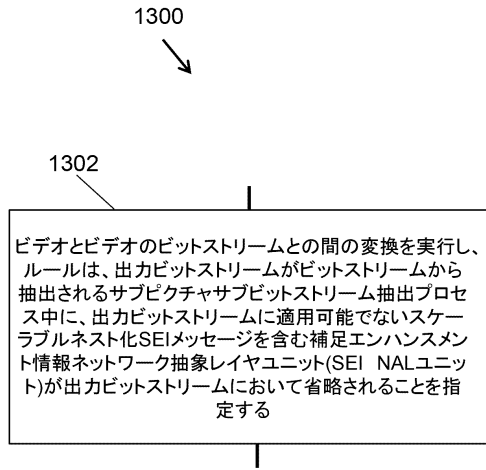 1300
1302
ビデオとビデオのビットストリームとの間の変換を実行し、
ルールは、出力ビットストリームがビットストリームから
抽出されるサブピクチャサブビットストリーム抽出プロセ
ス中に、出力ビットストリームに適用可能でないスケー
ラブルネスト化SEIメッセージを含む補足エンハンスメン
ト情報ネットワーク抽象レイヤユニット(SEI NALユニッ
ト)が出力ビットストリームにおいて省略されることを指
定する